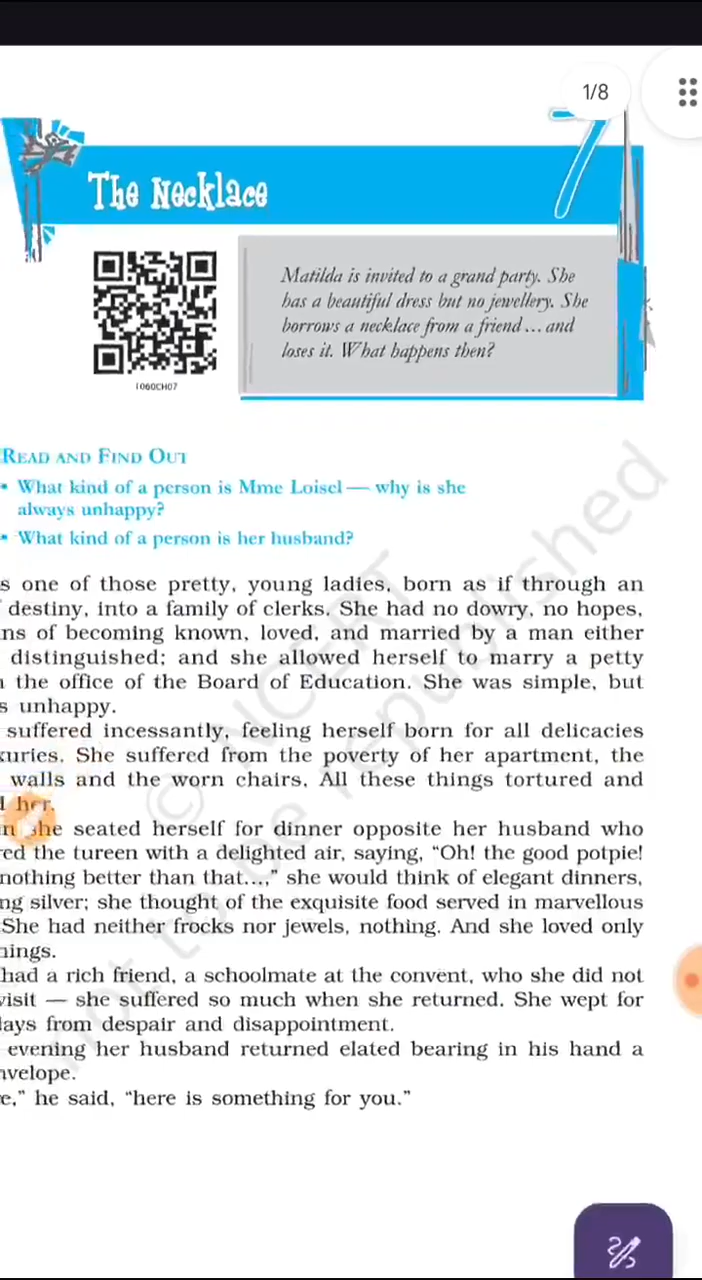 1/8
7
The Necklace
Matilda is invited to a grand party. She
has a beautiful dress but no jewellery. She
borrows a necklace from a friend... and
loses it. What happens then?
1060CH07
READ AND FIND OUT
• What kind of a person is Mme Loisel — why is she
always unhappy?
• What kind of a person is her husband?
s one of those pretty, young ladies, born as if through an
destiny, into a family of clerks. She had no dowry, no hopes,
ns of becoming known, loved, and married by a man either
distinguished; and she allowed herself to marry a petty
the office of the Board of Education. She was simple, but
s unhappy.
suffered incessantly, feeling herself born for all delicacies
xuries. She suffered from the poverty of her apartment, the
walls and the worn chairs. All these things tortured and
her.
n she seated herself for dinner opposite her husband who
red the tureen with a delighted air, saying, “Oh! the good potpie!
nothing better than that...,” she would think of elegant dinners,
ng silver; she thought of the exquisite food served in marvellous
She had neither frocks nor jewels, nothing. And she loved only
hings.
had a rich friend, a schoolmate at the convent, who she did not
visit — she suffered so much when she returned. She wept for
days from despair and disappointment.
evening her husband returned elated bearing in his hand a
nvelope.
e,” he said, “here is something for you.”
© NCERT
not to be republished